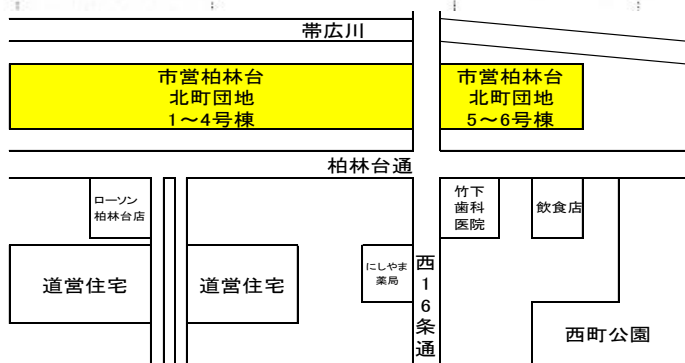 帯広川
市営柏林台
北町団地
1～4号棟
市営柏林台
北町団地
5～6号棟
柏林台通
ローソン
柏林台店
竹下
歯科
医院
飲食店
道営住宅
道営住宅
にしやま
薬局
西16条通
西町公園